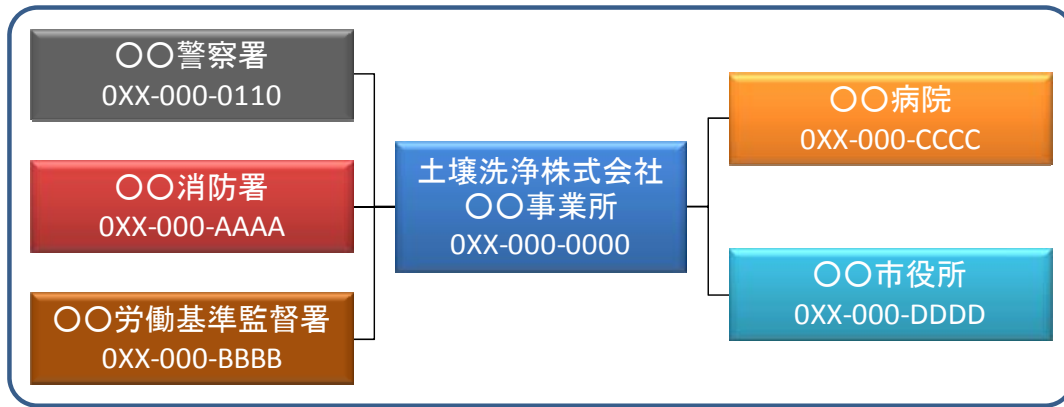 〇〇警察署
0XX-000-0110
〇〇消防署
0XX-000-AAAA
〇〇労働基準監督署
0XX-000-BBBB
土壌洗浄株式会社
〇〇事業所
0XX-000-0000
〇〇病院
0XX-000-CCCC
〇〇市役所
0XX-000-DDDD